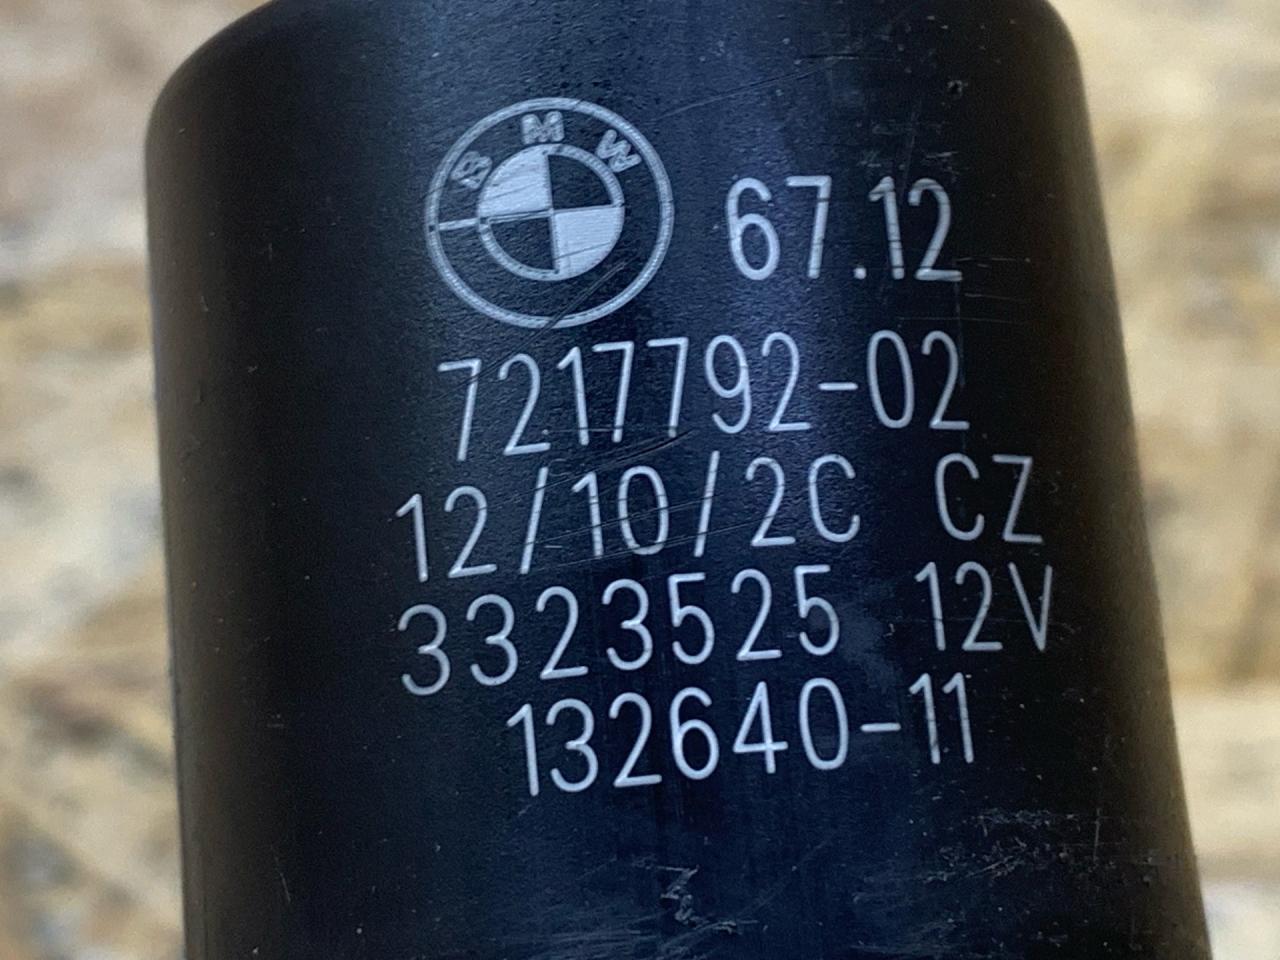 BMW 67.12
7217792-02
12/10/2C CZ
3323525 12V
132640-11